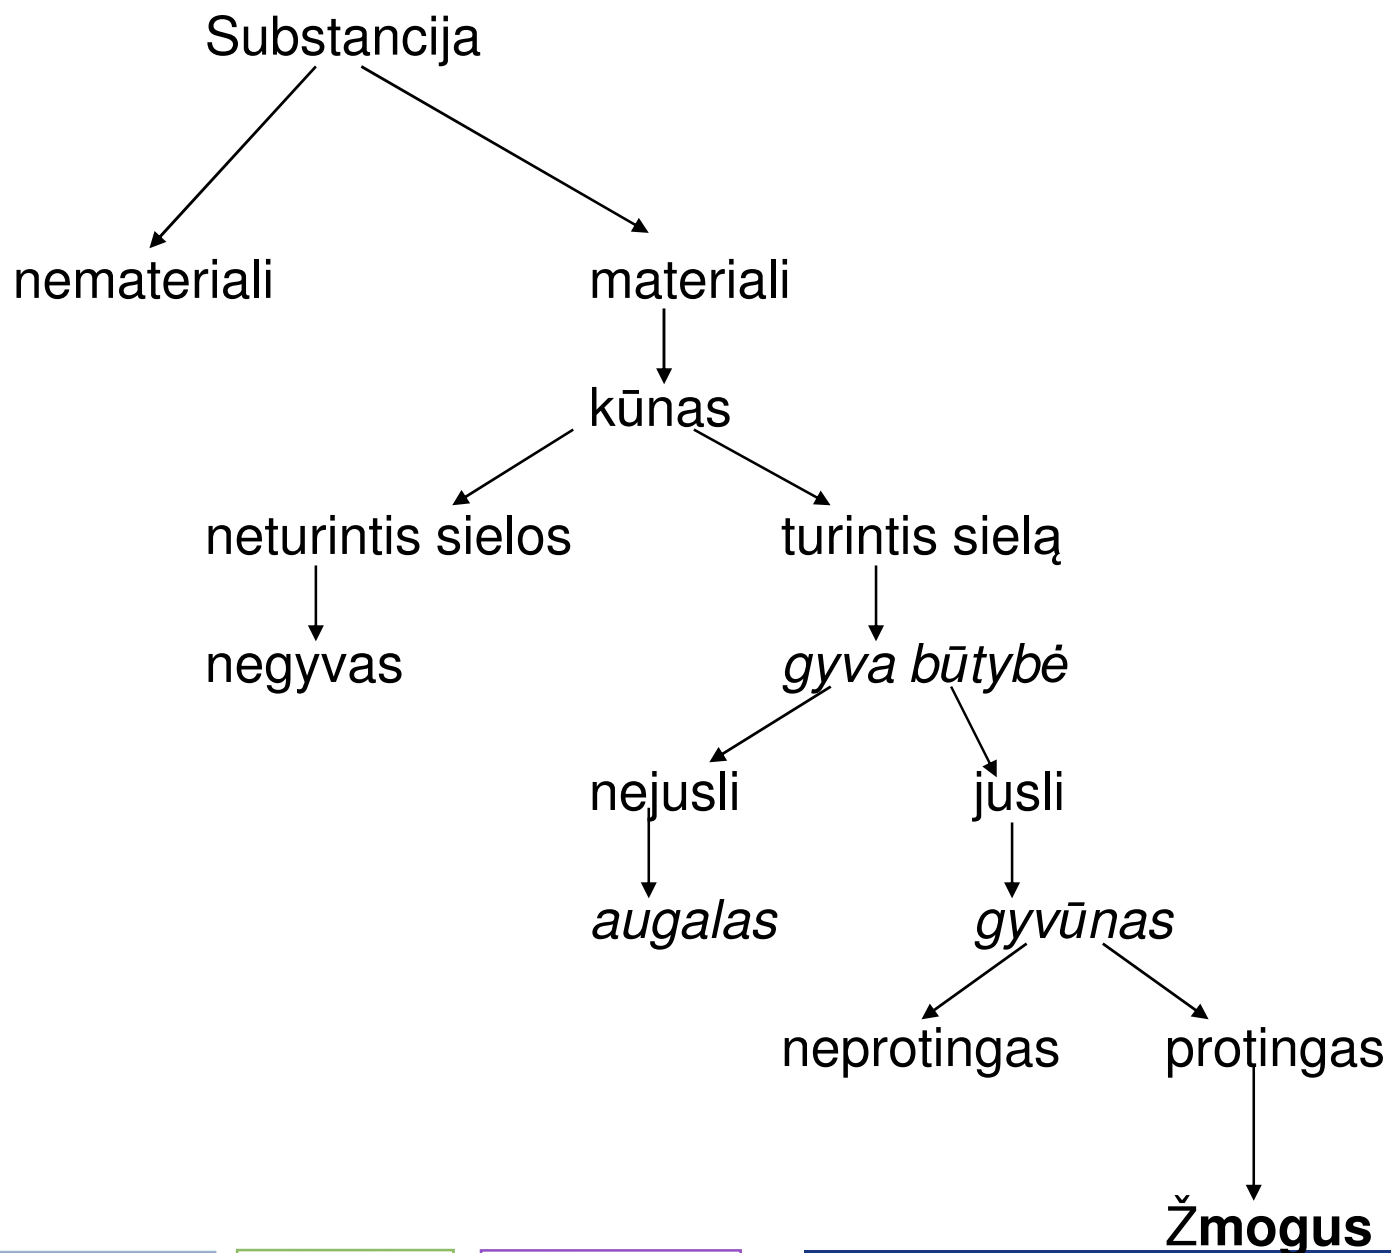 Substancija
nemateriali materiali
kūnas
neturintis sielos turintis sielą
negyvas gyva būtybė
nejusli jusli
augalas gyvūnas
neprotingas protingas
Žmogus